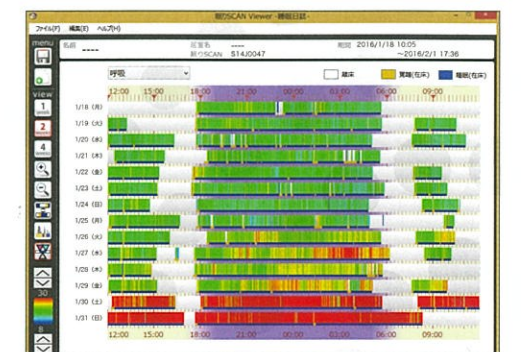 眠りSCAN Viewer -睡眠日誌-
ファイル(F) 編集(E) ヘルプ(H)
menu
名前 ----
居室名 ----
眠りSCAN S14J0047
期間 2016/1/18 10:05
～2016/2/1 17:36
呼吸
離床
覚醒(在床)
睡眠(在床)
view
12:00 15:00 18:00 21:00 00:00 03:00 06:00 09:00
1/18 (月)
1/19 (火)
1/20 (水)
1/21 (木)
1/22 (金)
1/23 (土)
1/24 (日)
1/25 (月)
1/26 (火)
1/27 (水)
1/28 (木)
1/29 (金)
1/30 (土)
1/31 (日)
12:00 15:00 18:00 21:00 00:00 03:00 06:00 09:00
1
2
4
30
8